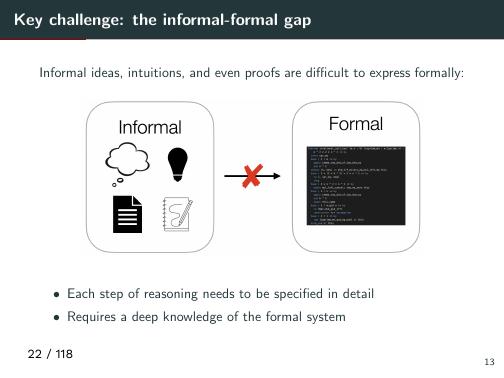 Key challenge: the informal-formal gap
Informal ideas, intuitions, and even proofs are difficult to express formally:
Informal
Formal
• Each step of reasoning needs to be specified in detail
• Requires a deep knowledge of the formal system
22 / 118
13